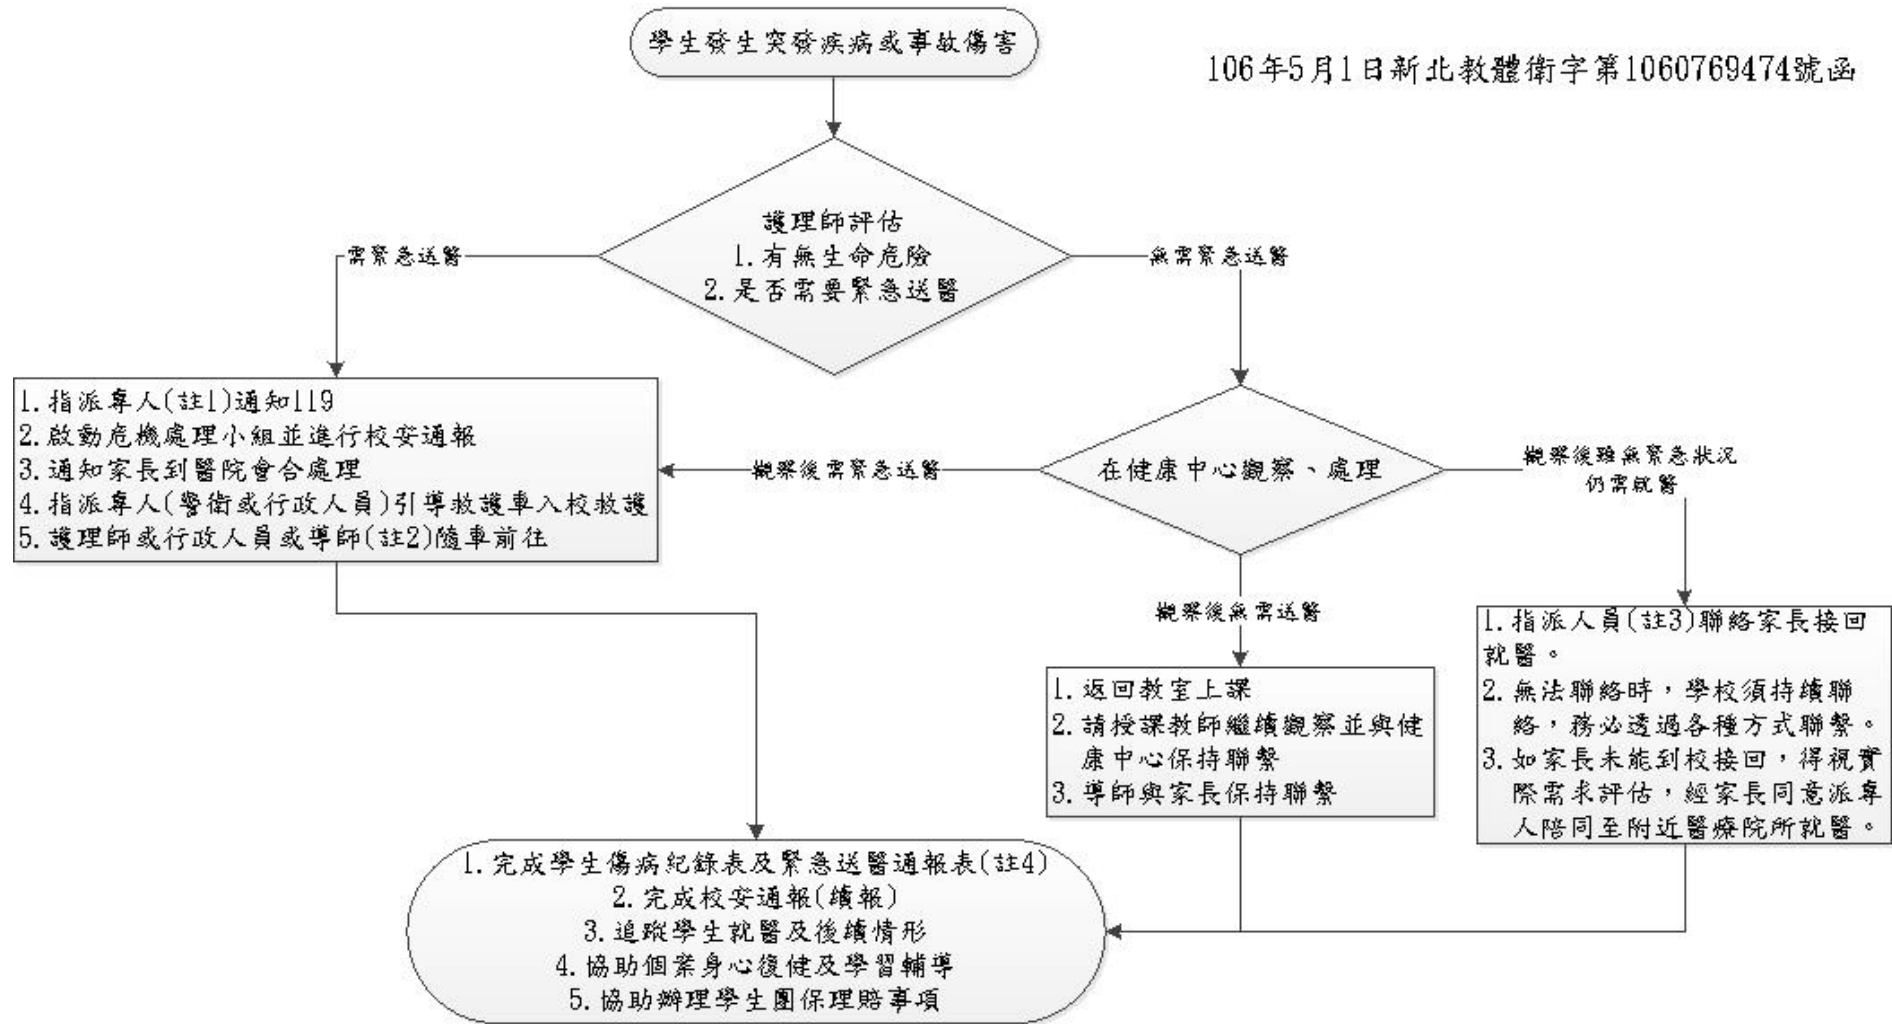 學生發生突發疾病或事故傷害
106年5月1日新北教體衛字第1060769474號函
護理師評估
1.有無生命危險
2.是否需要緊急送醫
需緊急送醫
無需緊急送醫
1.指派專人(註1)通知119
2.啟動危機處理小組並進行校安通報
3.通知家長到醫院會合處理
4.指派專人(警衛或行政人員)引導救護車入校救護
5.護理師或行政人員或導師(註2)隨車前往
觀察後需緊急送醫
在健康中心觀察、處理
觀察後雖無緊急狀況
仍需就醫
觀察後無需送醫
1.返回教室上課
2.請授課教師繼續觀察並與健
康中心保持聯繫
3.導師與家長保持聯繫
1.指派人員(註3)聯絡家長接回
就醫。
2.無法聯絡時，學校須持續聯
絡，務必透過各種方式聯繫。
3.如家長未能到校接回，得視實
際需求評估，經家長同意派專
人陪同至附近醫療院所就醫。
1.完成學生傷病紀錄表及緊急送醫通報表(註4)
2.完成校安通報(續報)
3.追蹤學生就醫及後續情形
4.協助個案身心復健及學習輔導
5.協助辦理學生團保理賠事項